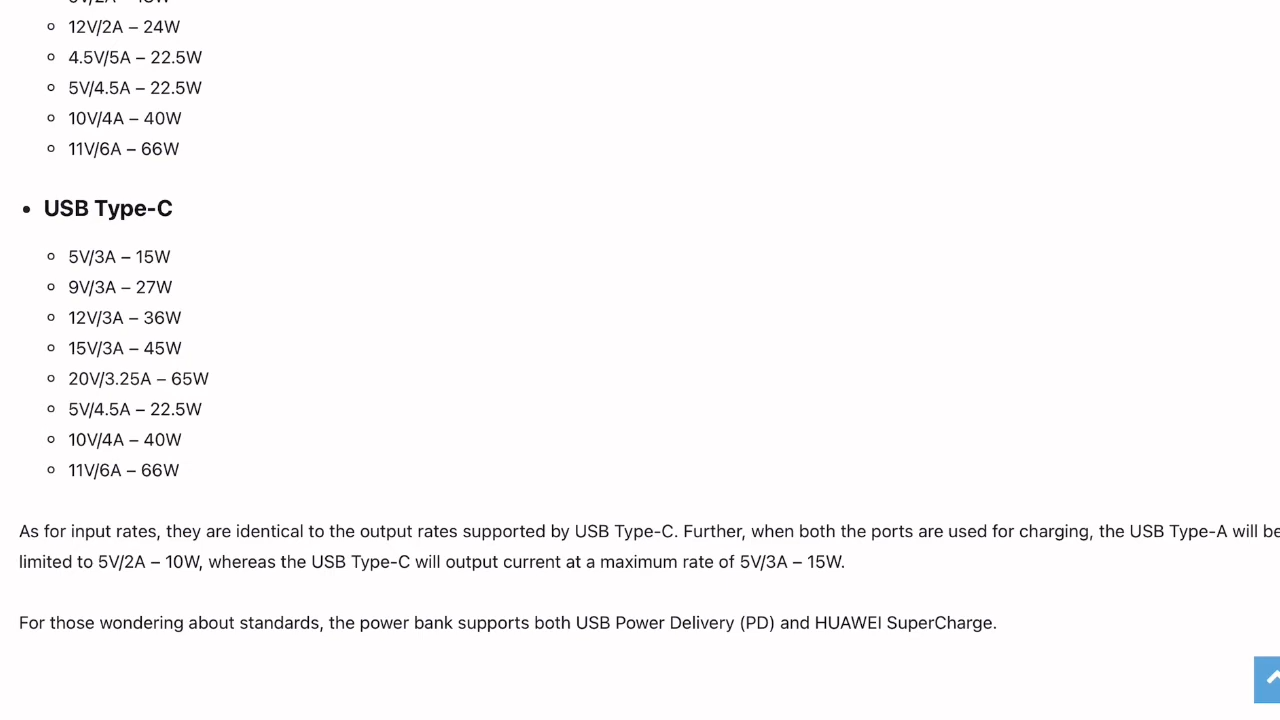 12V/2A – 24W
4.5V/5A – 22.5W
5V/4.5A – 22.5W
10V/4A – 40W
11V/6A – 66W
USB Type-C
5V/3A – 15W
9V/3A – 27W
12V/3A – 36W
15V/3A – 45W
20V/3.25A – 65W
5V/4.5A – 22.5W
10V/4A – 40W
11V/6A – 66W
As for input rates, they are identical to the output rates supported by USB Type-C. Further, when both the ports are used for charging, the USB Type-A will be
limited to 5V/2A – 10W, whereas the USB Type-C will output current at a maximum rate of 5V/3A – 15W.
For those wondering about standards, the power bank supports both USB Power Delivery (PD) and HUAWEI SuperCharge.